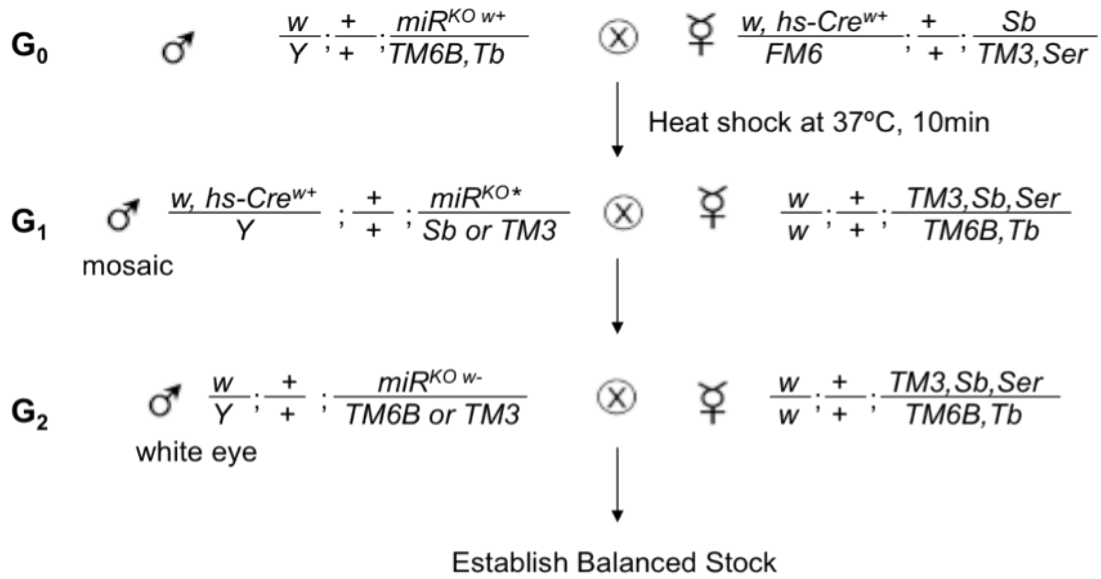 G0 ♂ w/Y ; +/+ ; miR^KO w+/TM6B,Tb ⊗ ☿ w, hs-Cre^w+/FM6 ; +/+ ; Sb/TM3,Ser
Heat shock at 37ºC, 10min
G1 ♂ w, hs-Cre^w+/Y ; +/+ ; miR^KO*/Sb or TM3 ⊗ ☿ w/w ; +/+ ; TM3,Sb,Ser/TM6B,Tb
mosaic
G2 ♂ w/Y ; +/+ ; miR^KO w-/TM6B or TM3 ⊗ ☿ w/w ; +/+ ; TM3,Sb,Ser/TM6B,Tb
white eye
Establish Balanced Stock